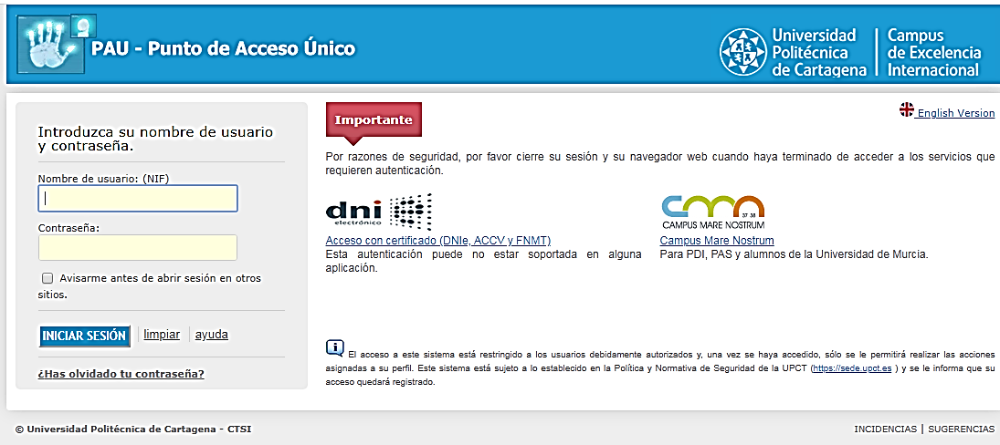 PAU - Punto de Acceso Único
Universidad
Politécnica
de Cartagena
Campus
de Excelencia
Internacional
Introduzca su nombre de usuario
y contraseña.
Nombre de usuario: (NIF)
Contraseña:
Avisarme antes de abrir sesión en otros
sitios.
INICIAR SESIÓN
limpiar
ayuda
¿Has olvidado tu contraseña?
Importante
English Version
Por razones de seguridad, por favor cierre su sesión y su navegador web cuando haya terminado de acceder a los servicios que
requieren autenticación.
dni
electrónico
Acceso con certificado (DNIe, ACCV y FNMT)
Esta autenticación puede no estar soportada en alguna
aplicación.
cmn
37 38
CAMPUS MARE NOSTRUM
Campus Mare Nostrum
Para PDI, PAS y alumnos de la Universidad de Murcia.
i El acceso a este sistema está restringido a los usuarios debidamente autorizados y, una vez se haya accedido, sólo se le permitirá realizar las acciones
asignadas a su perfil. Este sistema está sujeto a lo establecido en la Política y Normativa de Seguridad de la UPCT (https://sede.upct.es ) y se le informa que su
acceso quedará registrado.
© Universidad Politécnica de Cartagena - CTSI
INCIDENCIAS | SUGERENCIAS